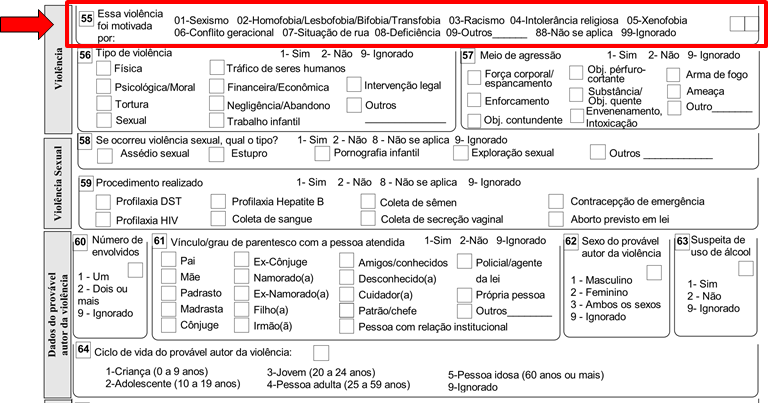 55 Essa violência foi motivada por:
01-Sexismo 02-Homofobia/Lesbofobia/Bifobia/Transfobia 03-Racismo 04-Intolerância religiosa 05-Xenofobia
06-Conflito geracional 07-Situação de rua 08-Deficiência 09-Outros______ 88-Não se aplica 99-Ignorado
Violência
56 Tipo de violência 1- Sim 2- Não 9- Ignorado
Física
Psicológica/Moral
Tortura
Sexual
Tráfico de seres humanos
Financeira/Econômica
Negligência/Abandono
Trabalho infantil
Intervenção legal
Outros
_______________
57 Meio de agressão 1- Sim 2- Não 9- Ignorado
Força corporal/
espancamento
Enforcamento
Obj. contundente
Obj. pérfuro-
cortante
Substância/
Obj. quente
Envenenamento,
Intoxicação
Arma de fogo
Ameaça
Outro_______
Violência Sexual
58 Se ocorreu violência sexual, qual o tipo? 1- Sim 2 - Não 8 - Não se aplica 9- Ignorado
Assédio sexual Estupro Pornografia infantil Exploração sexual Outros ____________
59 Procedimento realizado 1- Sim 2 - Não 8 - Não se aplica 9- Ignorado
Profilaxia DST Profilaxia Hepatite B Coleta de sêmen Contracepção de emergência
Profilaxia HIV Coleta de sangue Coleta de secreção vaginal Aborto previsto em lei
Dados do provável
autor da violência
60 Número de
envolvidos
1 - Um
2 - Dois ou
mais
9 - Ignorado
61 Vínculo/grau de parentesco com a pessoa atendida 1-Sim 2-Não 9-Ignorado
Pai
Mãe
Padrasto
Madrasta
Cônjuge
Ex-Cônjuge
Namorado(a)
Ex-Namorado(a)
Filho(a)
Irmão(ã)
Amigos/conhecidos
Desconhecido(a)
Cuidador(a)
Patrão/chefe
Pessoa com relação institucional
Policial/agente
da lei
Própria pessoa
Outros________
62 Sexo do provável
autor da violência
1 - Masculino
2 - Feminino
3 - Ambos os sexos
9 - Ignorado
63 Suspeita de
uso de álcool
1- Sim
2 - Não
9- Ignorado
64 Ciclo de vida do provável autor da violência:
1-Criança (0 a 9 anos) 3-Jovem (20 a 24 anos) 5-Pessoa idosa (60 anos ou mais)
2-Adolescente (10 a 19 anos) 4-Pessoa adulta (25 a 59 anos) 9-Ignorado